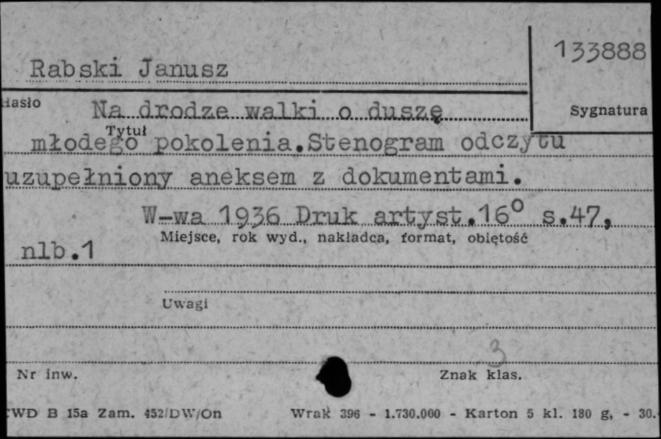 133888
Rabski Janusz
Hasło Na drodze walki o duszę Sygnatura
Tytuł
młodego pokolenia.Stenogram odczytu
uzupełniony aneksem z dokumentami.
W-wa 1936 Druk artyst.16° s.47,
Miejsce, rok wyd., nakładca, format, objętość
nlb.1
Uwagi
3
Nr inw. Znak klas.
CWD B 15a Zam. 452/DW/On Wrak 396 - 1.730.000 - Karton 5 kl. 180 g. - 30.